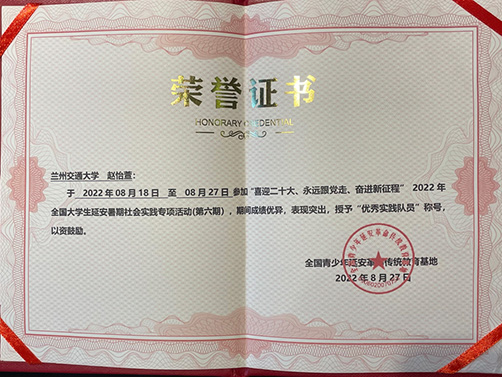 荣誉证书
HONORARY CREDENTIAL
兰州交通大学 赵怡萱：
于 2022年08月18日 至 08月27日参加“喜迎二十大、永远跟党走、奋进新征程” 2022年
全国大学生延安暑期社会实践专项活动(第六期)，期间成绩优异，表现突出，授予“优秀实践队员”称号，
以资鼓励。
全国青少年延安革命传统教育基地
2022年8月27日